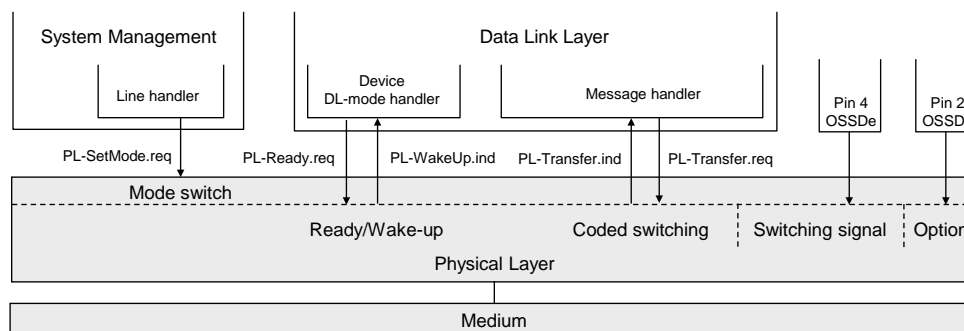 System Management
Data Link Layer
Line handler
Device
DL-mode handler
Message handler
Pin 4
OSSDe
Pin 2
OSSD
PL-SetMode.req
PL-Ready.req
PL-WakeUp.ind
PL-Transfer.ind
PL-Transfer.req
Mode switch
Ready/Wake-up
Coded switching
Switching signal
Option
Physical Layer
Medium